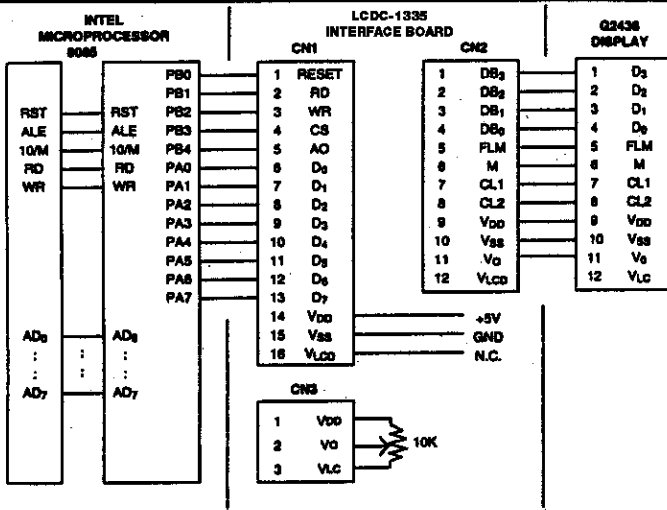 INTEL
MICROPROCESSOR
8085
LCDC-1335
INTERFACE BOARD
G2436
DISPLAY
RST
ALE
10/M
RD
WR
AD0
: :
AD7
RST
ALE
10/M
RD
WR
AD0
: :
AD7
PB0
PB1
PB2
PB3
PB4
PA0
PA1
PA2
PA3
PA4
PA5
PA6
PA7
CN1
1 RESET
2 RD
3 WR
4 CS
5 AO
6 D0
7 D1
8 D2
9 D3
10 D4
11 D5
12 D6
13 D7
14 VDD +5V
15 VSS GND
16 VLCD N.C.
CN2
1 DB3
2 DB2
3 DB1
4 DB0
5 FLM
6 M
7 CL1
8 CL2
9 VDD
10 VSS
11 VO
12 VLCD
1 D3
2 D2
3 D1
4 D0
5 FLM
6 M
7 CL1
8 CL2
9 VDD
10 VSS
11 V0
12 VLC
CN3
1 VDD
2 VO
3 VLC
10K